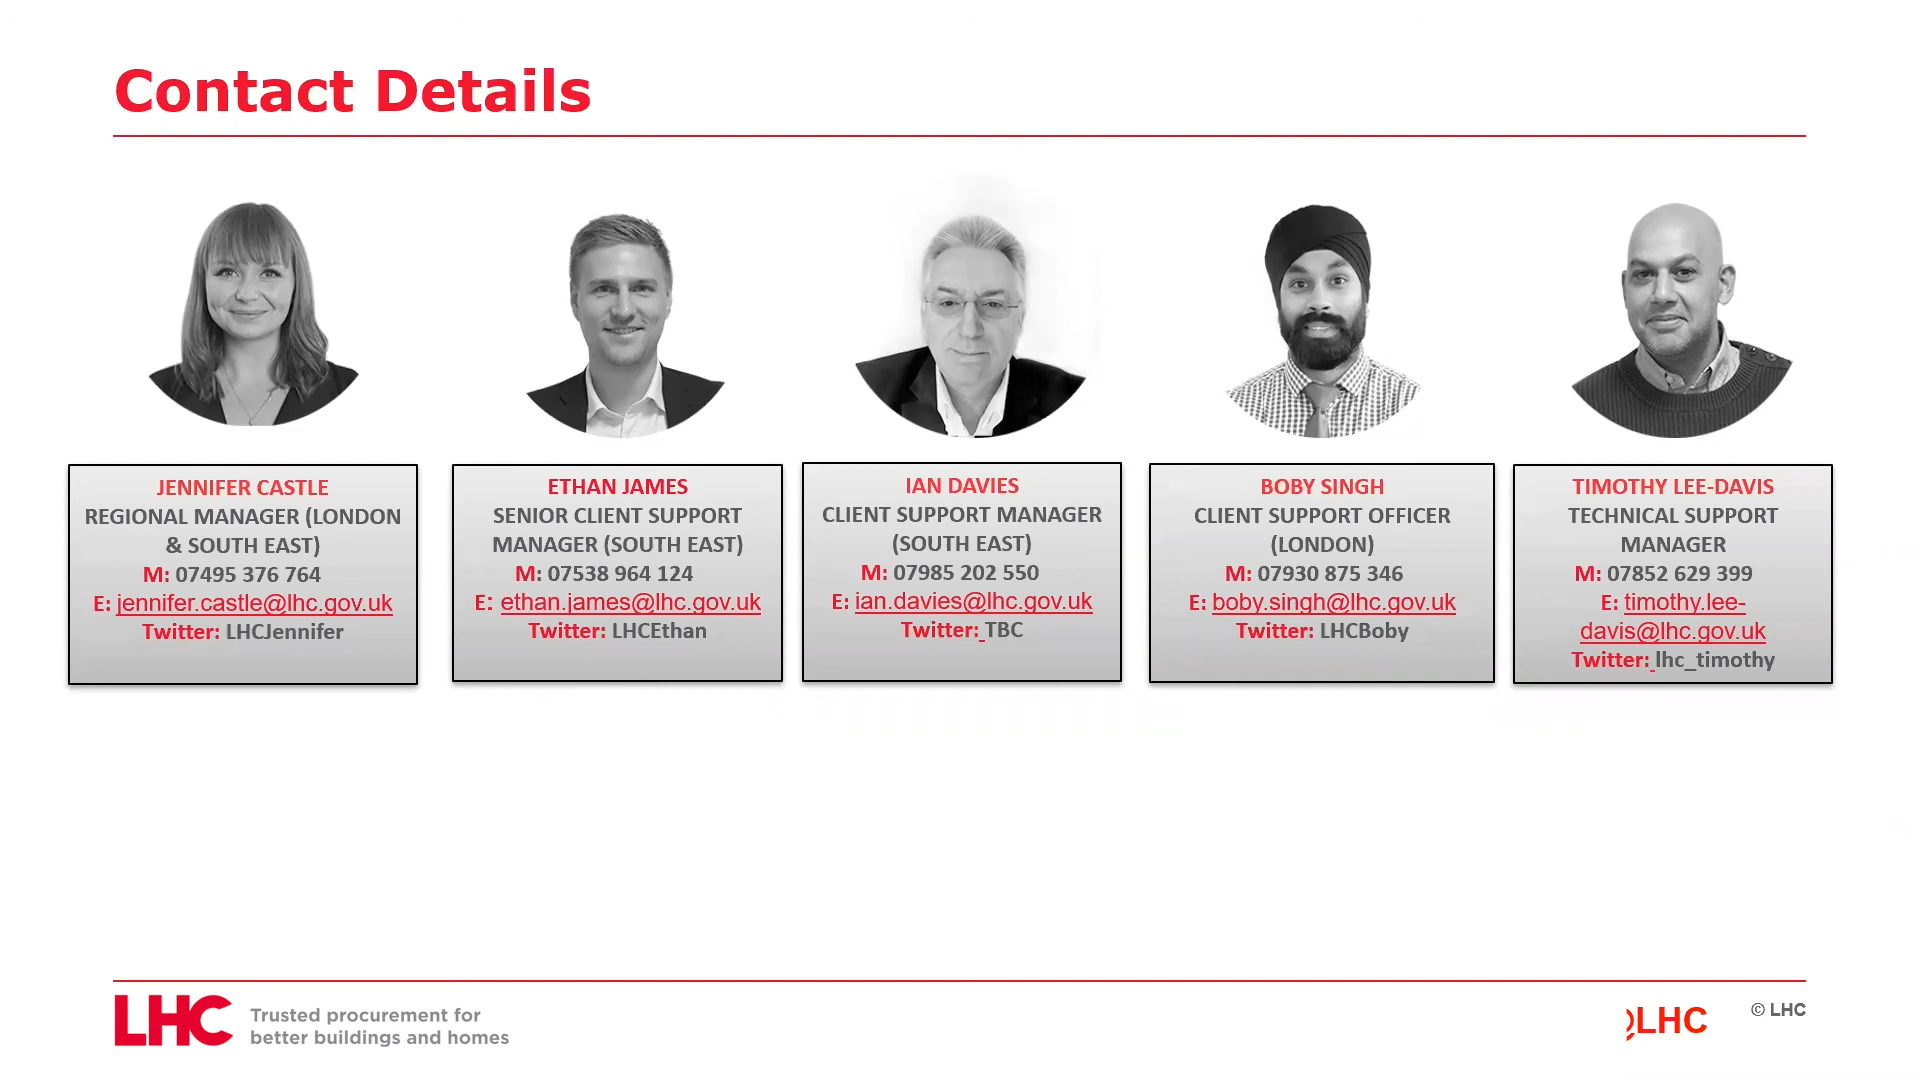 Contact Details
JENNIFER CASTLE
REGIONAL MANAGER (LONDON
& SOUTH EAST)
M: 07495 376 764
E: jennifer.castle@lhc.gov.uk
Twitter: LHCJennifer
ETHAN JAMES
SENIOR CLIENT SUPPORT
MANAGER (SOUTH EAST)
M: 07538 964 124
E: ethan.james@lhc.gov.uk
Twitter: LHCEthan
IAN DAVIES
CLIENT SUPPORT MANAGER
(SOUTH EAST)
M: 07985 202 550
E: ian.davies@lhc.gov.uk
Twitter: TBC
BOBY SINGH
CLIENT SUPPORT OFFICER
(LONDON)
M: 07930 875 346
E: boby.singh@lhc.gov.uk
Twitter: LHCBoby
TIMOTHY LEE-DAVIS
TECHNICAL SUPPORT
MANAGER
M: 07852 629 399
E: timothy.lee-
davis@lhc.gov.uk
Twitter: lhc_timothy
LHC
Trusted procurement for
better buildings and homes
LHC
© LHC